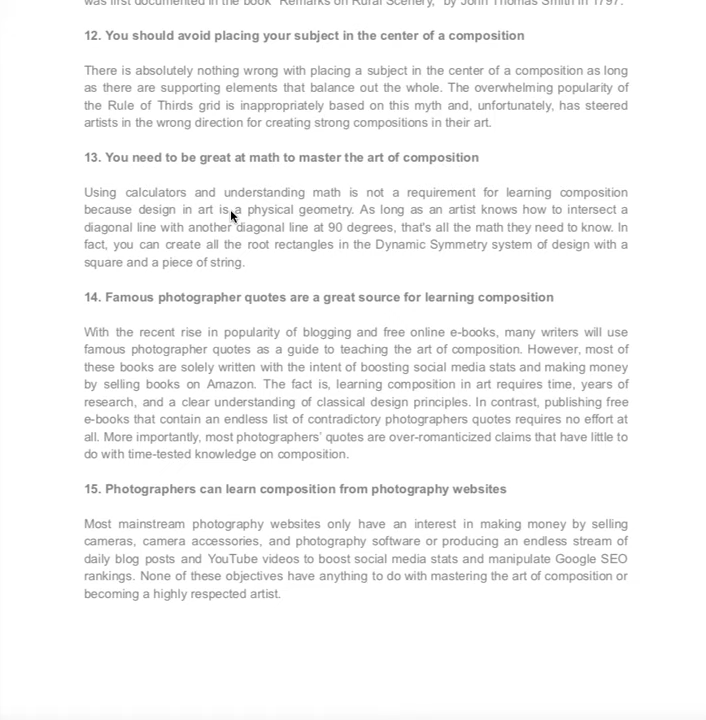 was first documented in the book "Remarks on Rural Scenery," by John Thomas Smith in 1797.
12. You should avoid placing your subject in the center of a composition
There is absolutely nothing wrong with placing a subject in the center of a composition as long
as there are supporting elements that balance out the whole. The overwhelming popularity of
the Rule of Thirds grid is inappropriately based on this myth and, unfortunately, has steered
artists in the wrong direction for creating strong compositions in their art.
13. You need to be great at math to master the art of composition
Using calculators and understanding math is not a requirement for learning composition
because design in art is a physical geometry. As long as an artist knows how to intersect a
diagonal line with another diagonal line at 90 degrees, that's all the math they need to know. In
fact, you can create all the root rectangles in the Dynamic Symmetry system of design with a
square and a piece of string.
14. Famous photographer quotes are a great source for learning composition
With the recent rise in popularity of blogging and free online e-books, many writers will use
famous photographer quotes as a guide to teaching the art of composition. However, most of
these books are solely written with the intent of boosting social media stats and making money
by selling books on Amazon. The fact is, learning composition in art requires time, years of
research, and a clear understanding of classical design principles. In contrast, publishing free
e-books that contain an endless list of contradictory photographers quotes requires no effort at
all. More importantly, most photographers' quotes are over-romanticized claims that have little to
do with time-tested knowledge on composition.
15. Photographers can learn composition from photography websites
Most mainstream photography websites only have an interest in making money by selling
cameras, camera accessories, and photography software or producing an endless stream of
daily blog posts and YouTube videos to boost social media stats and manipulate Google SEO
rankings. None of these objectives have anything to do with mastering the art of composition or
becoming a highly respected artist.